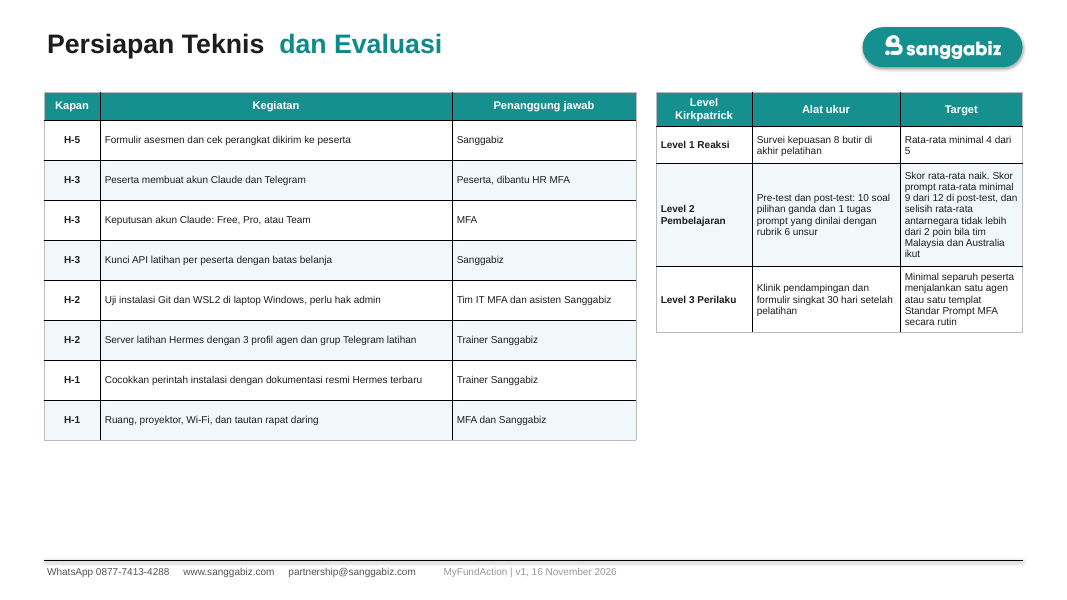 Persiapan Teknis dan Evaluasi
sanggabiz
Kapan Kegiatan Penanggung jawab
H-5 Formulir asesmen dan cek perangkat dikirim ke peserta Sanggabiz
H-3 Peserta membuat akun Claude dan Telegram Peserta, dibantu HR MFA
H-3 Keputusan akun Claude: Free, Pro, atau Team MFA
H-3 Kunci API latihan per peserta dengan batas belanja Sanggabiz
H-2 Uji instalasi Git dan WSL2 di laptop Windows, perlu hak admin Tim IT MFA dan asisten Sanggabiz
H-2 Server latihan Hermes dengan 3 profil agen dan grup Telegram latihan Trainer Sanggabiz
H-1 Cocokkan perintah instalasi dengan dokumentasi resmi Hermes terbaru Trainer Sanggabiz
H-1 Ruang, proyektor, Wi-Fi, dan tautan rapat daring MFA dan Sanggabiz
Level
Kirkpatrick
Alat ukur
Target
Level 1 Reaksi
Survei kepuasan 8 butir di
akhir pelatihan
Rata-rata minimal 4 dari
5
Level 2
Pembelajaran
Pre-test dan post-test: 10 soal
pilihan ganda dan 1 tugas
prompt yang dinilai dengan
rubrik 6 unsur
Skor rata-rata naik. Skor
prompt rata-rata minimal
9 dari 12 di post-test, dan
selisih rata-rata
antarnegara tidak lebih
dari 2 poin bila tim
Malaysia dan Australia
ikut
Level 3 Perilaku
Klinik pendampingan dan
formulir singkat 30 hari setelah
pelatihan
Minimal separuh peserta
menjalankan satu agen
atau satu templat
Standar Prompt MFA
secara rutin
WhatsApp 0877-7413-4288 www.sanggabiz.com partnership@sanggabiz.com MyFundAction | v1, 16 November 2026